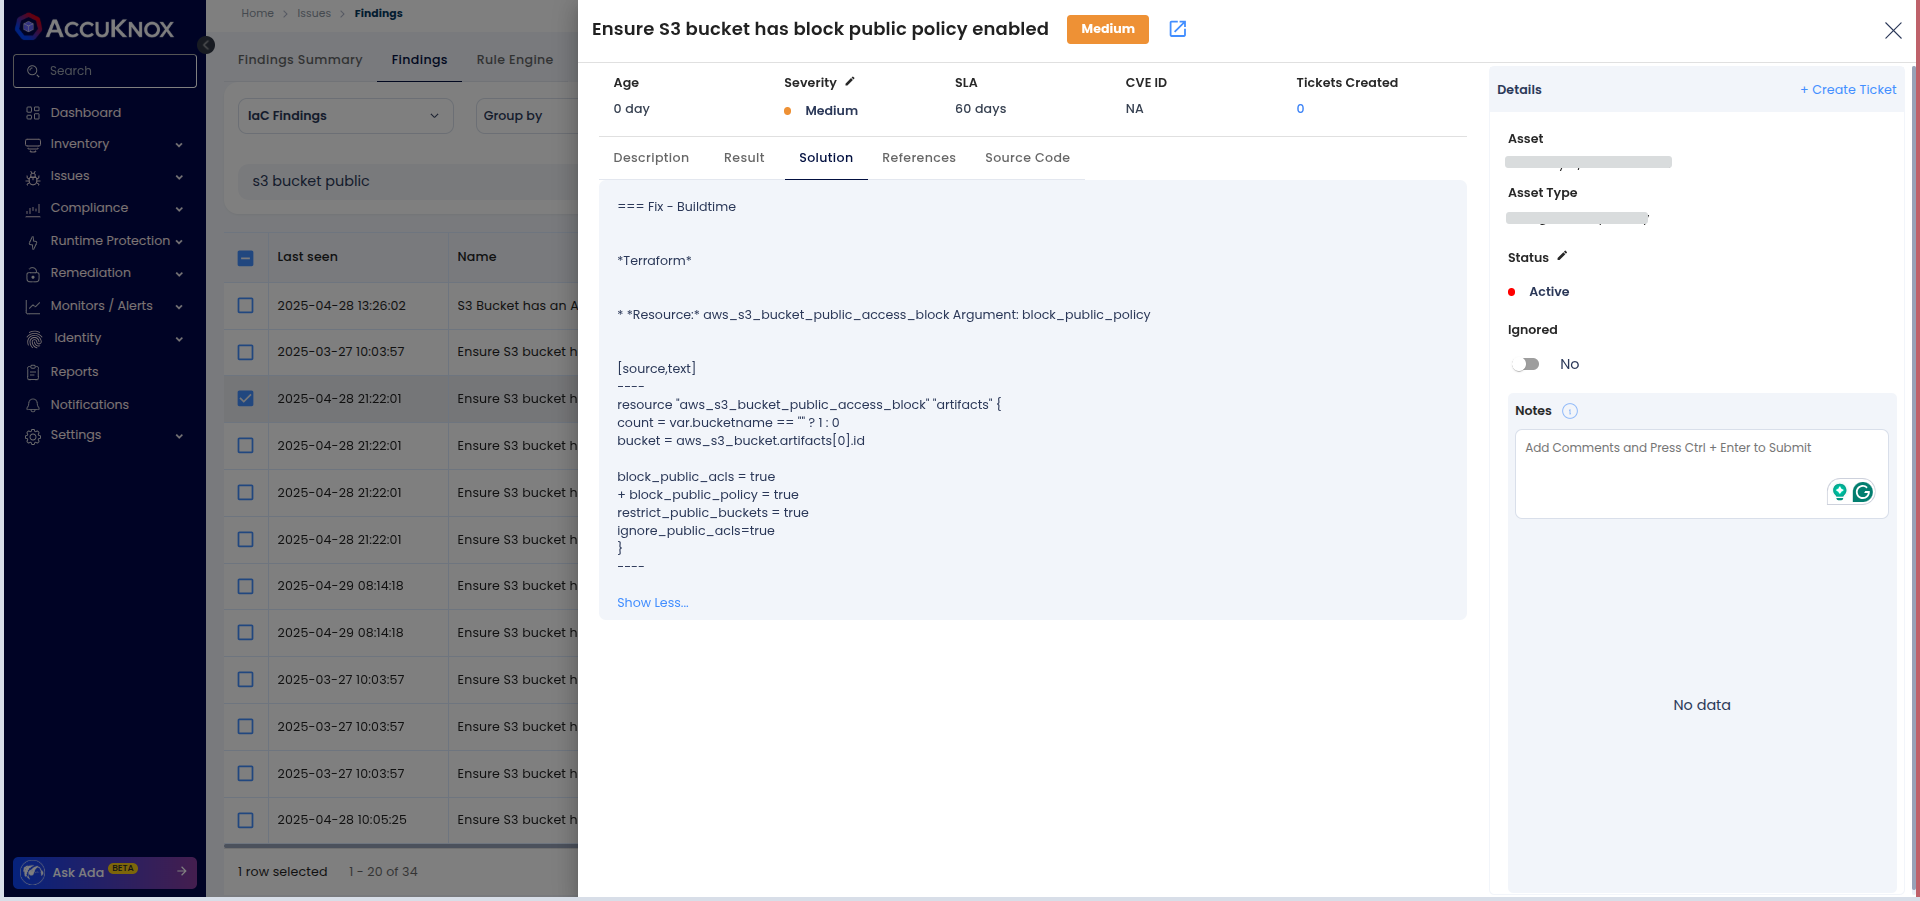 ACCUKNOX
Search
Dashboard
Inventory
Issues
Compliance
Runtime Protection
Remediation
Monitors / Alerts
Identity
Reports
Notifications
Settings
Ask Ada BETA
Home > Issues > Findings
Findings Summary Findings Rule Engine
IaC Findings Group by
s3 bucket public
Last seen Name
2025-04-28 13:26:02 S3 Bucket has an A
2025-03-27 10:03:57 Ensure S3 bucket h
2025-04-28 21:22:01 Ensure S3 bucket h
2025-04-28 21:22:01 Ensure S3 bucket h
2025-04-28 21:22:01 Ensure S3 bucket h
2025-04-28 21:22:01 Ensure S3 bucket h
2025-04-29 08:14:18 Ensure S3 bucket h
2025-04-29 08:14:18 Ensure S3 bucket h
2025-03-27 10:03:57 Ensure S3 bucket h
2025-03-27 10:03:57 Ensure S3 bucket h
2025-03-27 10:03:57 Ensure S3 bucket h
2025-04-28 10:05:25 Ensure S3 bucket h
1 row selected 1 - 20 of 34
Ensure S3 bucket has block public policy enabled Medium
Age Severity SLA CVE ID Tickets Created
0 day Medium 60 days NA 0
Description Result Solution References Source Code
=== Fix - Buildtime
*Terraform*
* *Resource:* aws_s3_bucket_public_access_block Argument: block_public_policy
[source,text]
----
resource "aws_s3_bucket_public_access_block" "artifacts" {
count = var.bucketname == "" ? 1 : 0
bucket = aws_s3_bucket.artifacts[0].id
block_public_acls = true
+ block_public_policy = true
restrict_public_buckets = true
ignore_public_acls=true
}
----
Show Less...
Details + Create Ticket
Asset
Asset Type
Status
Active
Ignored
No
Notes
Add Comments and Press Ctrl + Enter to Submit
No data